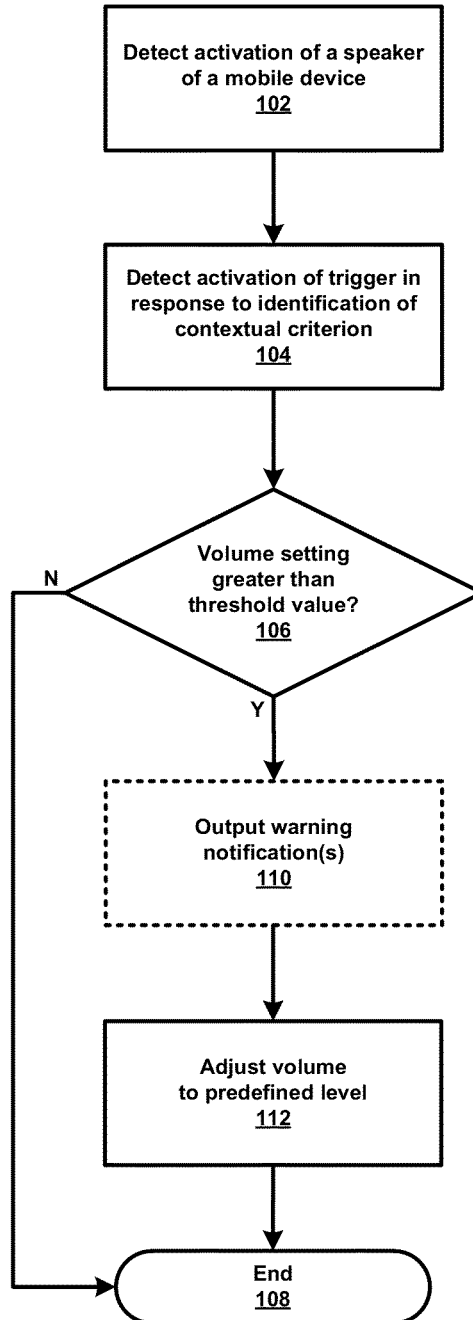 Detect activation of a speaker
of a mobile device
102
Detect activation of trigger in
response to identification of
contextual criterion
104
Volume setting
greater than
threshold value?
106
N
Y
Output warning
notification(s)
110
Adjust volume
to predefined level
112
End
108